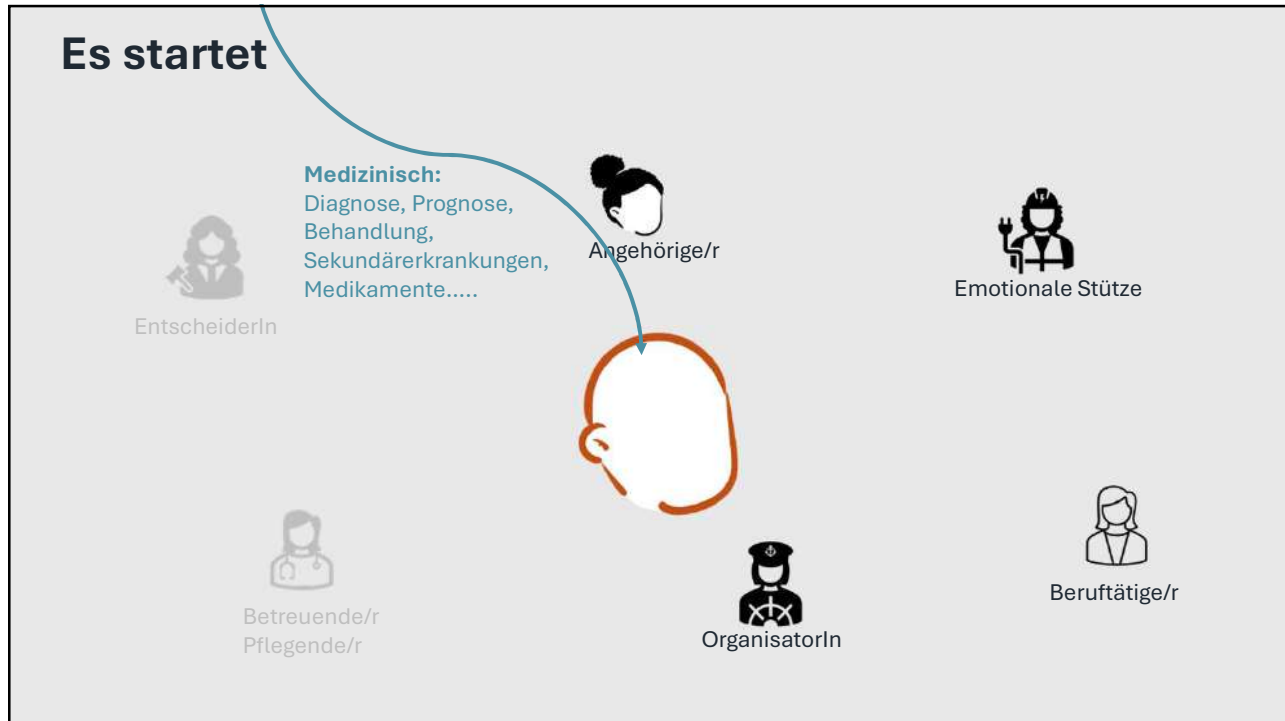 Es startet
Medizinisch:
Diagnose, Prognose,
Behandlung,
Sekundärerkrankungen,
Medikamente.....
Angehörige/r
Emotionale Stütze
EntscheiderIn
Betreuende/r
Pflegende/r
OrganisatorIn
Beruftätige/r